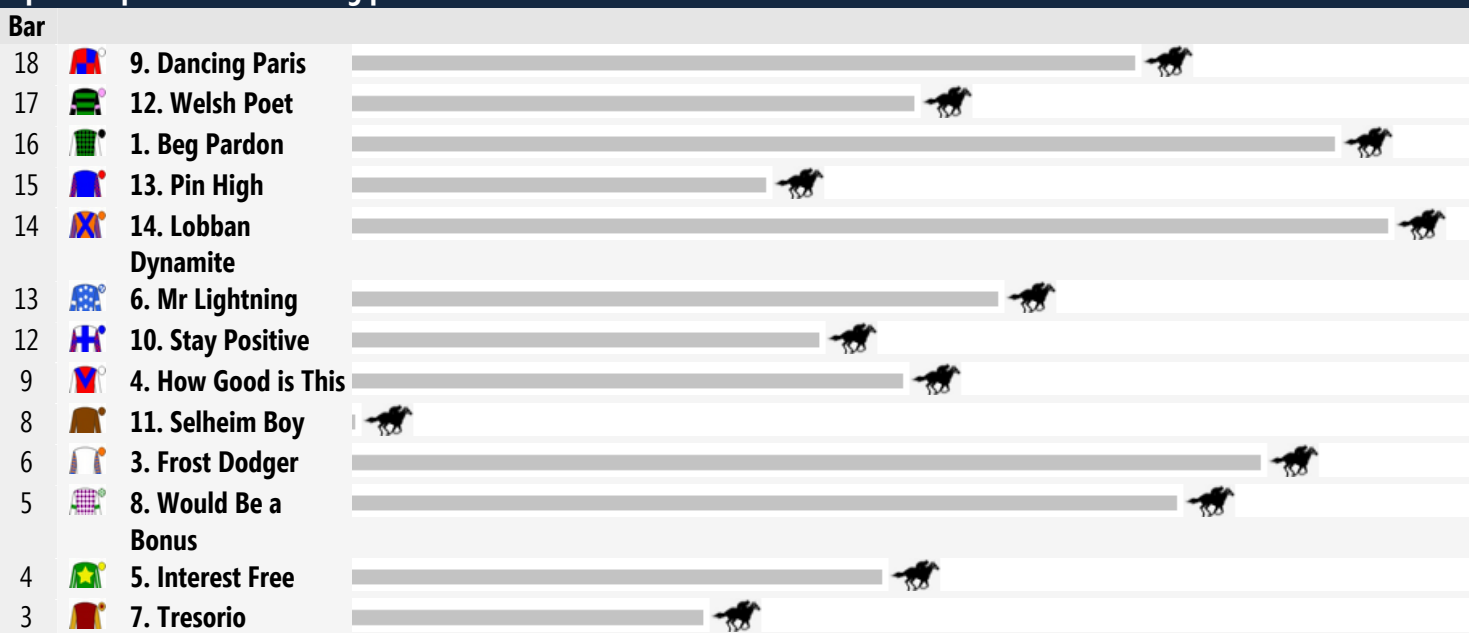 Bar
18 9. Dancing Paris
17 12. Welsh Poet
16 1. Beg Pardon
15 13. Pin High
14 14. Lobban
Dynamite
13 6. Mr Lightning
12 10. Stay Positive
9 4. How Good is This
8 11. Selheim Boy
6 3. Frost Dodger
5 8. Would Be a
Bonus
4 5. Interest Free
3 7. Tresorio